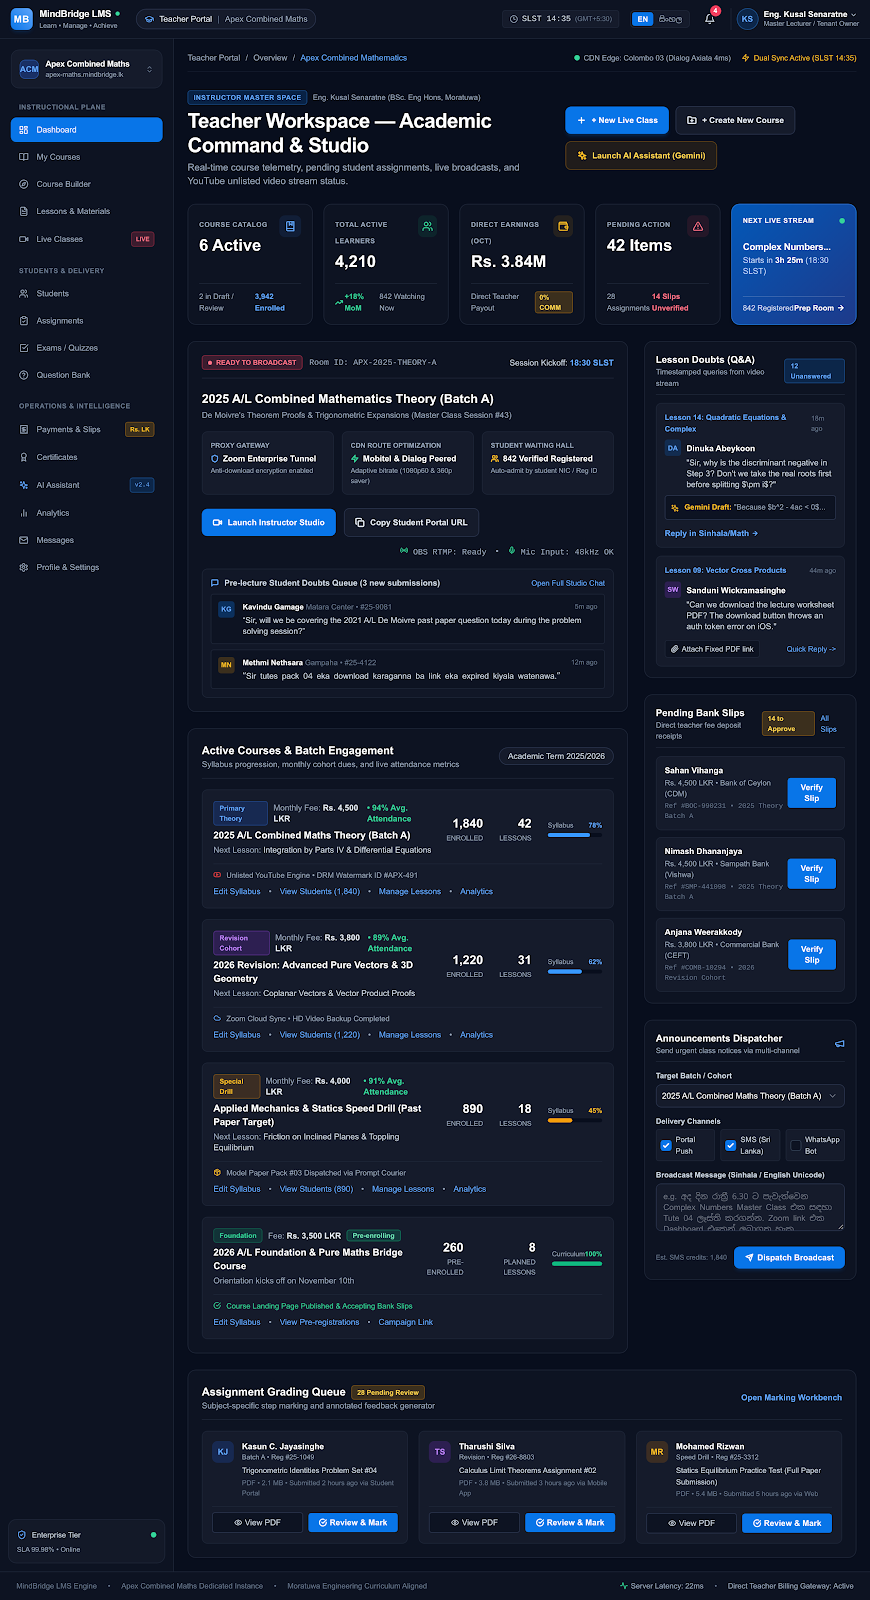 MB MindBridge LMS
Learn • Manage • Achieve
Teacher Portal | Apex Combined Maths
SLST 14:35 (GMT+5:30)
EN සිංහල
4
KS Eng. Kusal Senaratne
Master Lecturer / Tenant Owner
ACM Apex Combined Maths
apex-maths.mindbridge.lk
INSTRUCTIONAL PLANE
Dashboard
My Courses
Course Builder
Lessons & Materials
Live Classes LIVE
STUDENTS & DELIVERY
Students
Assignments
Exams / Quizzes
Question Bank
OPERATIONS & INTELLIGENCE
Payments & Slips Rs. LK
Certificates
AI Assistant v2.4
Analytics
Messages
Profile & Settings
Enterprise Tier
SLA 99.98% • Online
Teacher Portal / Overview / Apex Combined Mathematics
CDN Edge: Colombo 03 (Dialog Axiata 4ms) Dual Sync Active (SLST 14:35)
INSTRUCTOR MASTER SPACE Eng. Kusal Senaratne (BSc. Eng Hons, Moratuwa)
Teacher Workspace — Academic
Command & Studio
Real-time course telemetry, pending student assignments, live broadcasts, and
YouTube unlisted video stream status.
+ + New Live Class
+ Create New Course
Launch AI Assistant (Gemini)
COURSE CATALOG
6 Active
2 in Draft /
Review
3,942
Enrolled
TOTAL ACTIVE
LEARNERS
4,210
+18%
MoM
842 Watching
Now
DIRECT EARNINGS
(OCT)
Rs. 3.84M
Direct Teacher
Payout
0%
COMM
PENDING ACTION
42 Items
28
Assignments
14 Slips
Unverified
NEXT LIVE STREAM
Complex Numbers...
Starts in 3h 25m (18:30
SLST)
842 Registered Prep Room →
READY TO BROADCAST Room ID: APX-2025-THEORY-A
Session Kickoff: 18:30 SLST
2025 A/L Combined Mathematics Theory (Batch A)
De Moivre's Theorem Proofs & Trigonometric Expansions (Master Class Session #43)
PROXY GATEWAY
Zoom Enterprise Tunnel
Anti-download encryption enabled
CDN ROUTE OPTIMIZATION
Mobitel & Dialog Peered
Adaptive bitrate (1080p60 & 360p
saver)
STUDENT WAITING HALL
842 Verified Registered
Auto-admit by student NIC / Reg ID
Launch Instructor Studio
Copy Student Portal URL
OBS RTMP: Ready • Mic Input: 48kHz OK
Pre-lecture Student Doubts Queue (3 new submissions)
Open Full Studio Chat
KG Kavindu Gamage Matara Center • #25-9081 5m ago
"Sir, will we be covering the 2021 A/L De Moivre past paper question today during the problem
solving session?"
MN Methmi Nethsara Gampaha • #25-4122 12m ago
"Sir tutes pack 04 eka download karaganna ba link eka expired kiyala watenawa."
Active Courses & Batch Engagement
Syllabus progression, monthly cohort dues, and live attendance metrics
Academic Term 2025/2026
Primary
Theory
Monthly Fee: Rs. 4,500
LKR
• 94% Avg.
Attendance
2025 A/L Combined Maths Theory (Batch A)
Next Lesson: Integration by Parts IV & Differential Equations
1,840
ENROLLED
42
LESSONS
Syllabus 78%
Unlisted YouTube Engine • DRM Watermark ID #APX-491
Edit Syllabus • View Students (1,840) • Manage Lessons • Analytics
Revision
Cohort
Monthly Fee: Rs. 3,800
LKR
• 89% Avg.
Attendance
2026 Revision: Advanced Pure Vectors & 3D
Geometry
Next Lesson: Coplanar Vectors & Vector Product Proofs
1,220
ENROLLED
31
LESSONS
Syllabus 62%
Zoom Cloud Sync • HD Video Backup Completed
Edit Syllabus • View Students (1,220) • Manage Lessons • Analytics
Special
Drill
Monthly Fee: Rs. 4,000
LKR
• 91% Avg.
Attendance
Applied Mechanics & Statics Speed Drill (Past
Paper Target)
Next Lesson: Friction on Inclined Planes & Toppling
Equilibrium
890
ENROLLED
18
LESSONS
Syllabus 45%
Model Paper Pack #03 Dispatched via Prompt Courier
Edit Syllabus • View Students (890) • Manage Lessons • Analytics
Foundation Fee: Rs. 3,500 LKR Pre-enrolling
2026 A/L Foundation & Pure Maths Bridge
Course
Orientation kicks off on November 10th
260
PRE-
ENROLLED
8
PLANNED
LESSONS
Curriculum 100%
Course Landing Page Published & Accepting Bank Slips
Edit Syllabus • View Pre-registrations • Campaign Link
Lesson Doubts (Q&A)
Timestamped queries from video
stream
12
Unanswered
Lesson 14: Quadratic Equations &
Complex
18m
ago
DA Dinuka Abeykoon
"Sir, why is the discriminant negative in
Step 3? Don't we take the real roots first
before splitting $\pm i$?"
Gemini Draft: "Because $b^2 - 4ac < 0$...
Reply in Sinhala/Math →
Lesson 09: Vector Cross Products 44m ago
SW Sanduni Wickramasinghe
"Can we download the lecture worksheet
PDF? The download button throws an
auth token error on iOS."
Attach Fixed PDF link
Quick Reply ->
Pending Bank Slips
Direct teacher fee deposit
receipts
14 to
Approve
All
Slips
Sahan Vihanga
Rs. 4,500 LKR • Bank of Ceylon
(CDM)
Ref #BOC-990231 • 2025 Theory
Batch A
Verify
Slip
Nimash Dhananjaya
Rs. 4,500 LKR • Sampath Bank
(Vishwa)
Ref #SMP-441098 • 2025 Theory
Batch A
Verify
Slip
Anjana Weerakkody
Rs. 3,800 LKR • Commercial Bank
(CEFT)
Ref #COMB-10294 • 2026
Revision Cohort
Verify
Slip
Announcements Dispatcher
Send urgent class notices via multi-channel
Target Batch / Cohort
2025 A/L Combined Maths Theory (Batch A)
Delivery Channels
Portal
Push
SMS (Sri
Lanka)
WhatsApp
Bot
Broadcast Message (Sinhala / English Unicode)
e.g. අද දින රාත්‍රී 6.30 ට පැවැත්වෙන
Complex Numbers Master Class එක සඳහා
Tute 04 ලෑස්ති කරගන්න. Zoom link එක
Est. SMS credits: 1,840
Dispatch Broadcast
Assignment Grading Queue 28 Pending Review
Subject-specific step marking and annotated feedback generator
Open Marking Workbench
KJ Kasun C. Jayasinghe
Batch A • Reg #25-1049
Trigonometric Identities Problem Set #04
PDF • 2.1 MB • Submitted 2 hours ago via Student
Portal
View PDF Review & Mark
TS Tharushi Silva
Revision • Reg #26-8803
Calculus Limit Theorems Assignment #02
PDF • 3.8 MB • Submitted 3 hours ago via Mobile
App
View PDF Review & Mark
MR Mohamed Rizwan
Speed Drill • Reg #25-3312
Statics Equilibrium Practice Test (Full Paper
Submission)
PDF • 5.4 MB • Submitted 5 hours ago via Web
View PDF Review & Mark
MindBridge LMS Engine • Apex Combined Maths Dedicated Instance • Moratuwa Engineering Curriculum Aligned
Server Latency: 22ms • Direct Teacher Billing Gateway: Active